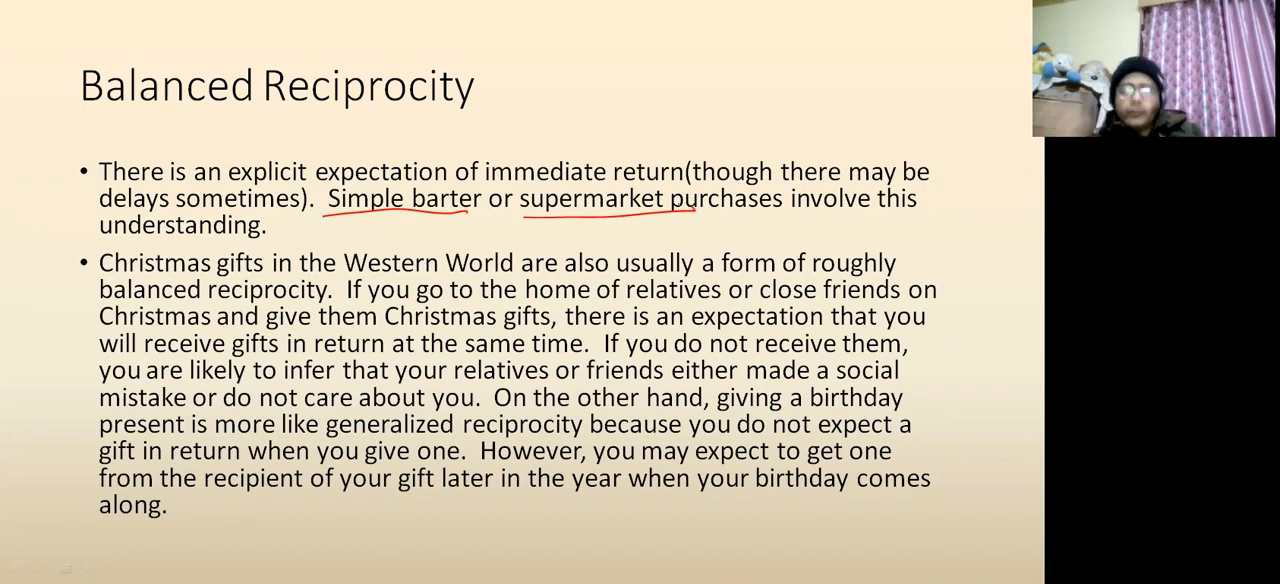 Balanced Reciprocity
• There is an explicit expectation of immediate return(though there may be
delays sometimes). Simple barter or supermarket purchases involve this
understanding.
• Christmas gifts in the Western World are also usually a form of roughly
balanced reciprocity. If you go to the home of relatives or close friends on
Christmas and give them Christmas gifts, there is an expectation that you
will receive gifts in return at the same time. If you do not receive them,
you are likely to infer that your relatives or friends either made a social
mistake or do not care about you. On the other hand, giving a birthday
present is more like generalized reciprocity because you do not expect a
gift in return when you give one. However, you may expect to get one
from the recipient of your gift later in the year when your birthday comes
along.